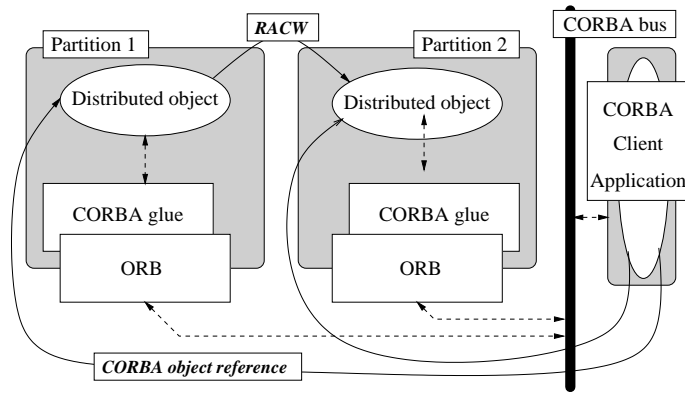 CORBA bus
RACW
Partition 1
Partition 2
Distributed object
Distributed object
CORBA
Client
Application
CORBA glue
CORBA glue
ORB
ORB
CORBA object reference